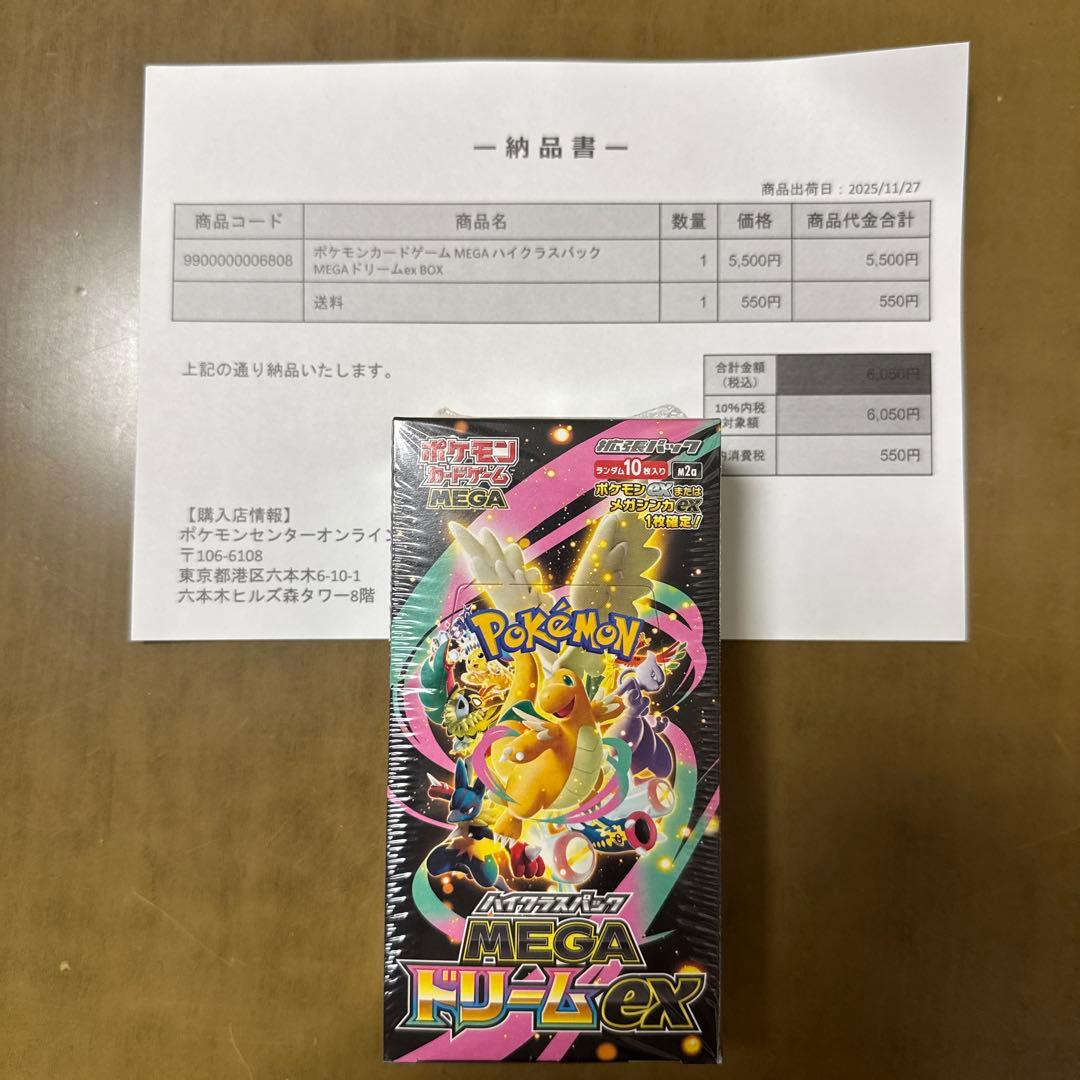 ー 納 品 書 ー
商品出荷日：2025/11/27
商品コード 商品名 数量 価格 商品代金合計
9900000006808 ポケモンカードゲーム MEGA ハイクラスパック 1 5,500円 5,500円
MEGAドリームex BOX
送料 1 550円 550円
上記の通り納品いたします。
合計金額 6,050円
（税込）
10%内税 6,050円
対象額
内消費税 550円
【購入店情報】
ポケモンセンターオンライン
〒106-6108
東京都港区六本木6-10-1
六本木ヒルズ森タワー8階
ポケモン
カードゲーム
MEGA
拡張パック
ランダム10枚入り M2a
ポケモンexまたは
メガシンカex
1枚確定！
POKéMON
ハイクラスパック
MEGA
ドリームex